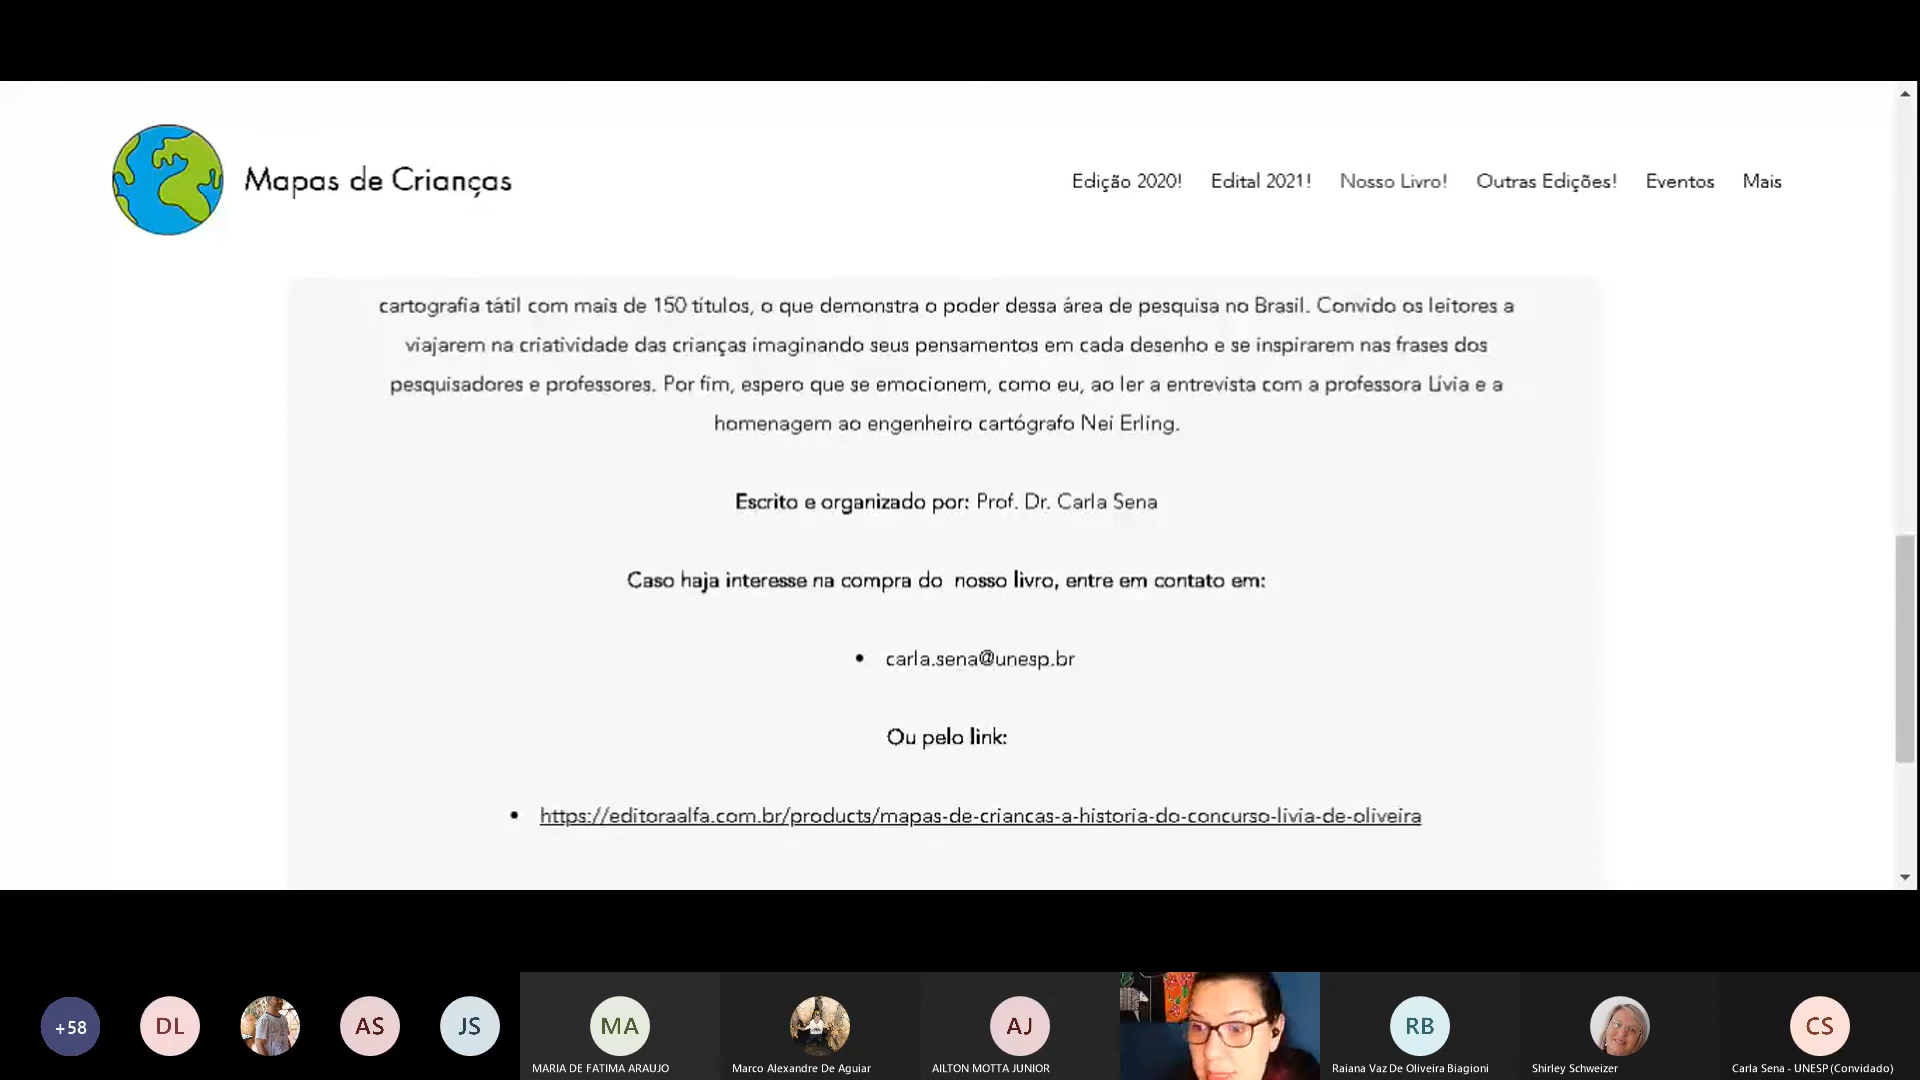 Mapas de Crianças
Edição 2020! Edital 2021! Nosso Livro! Outras Edições! Eventos Mais
cartografia tátil com mais de 150 títulos, o que demonstra o poder dessa área de pesquisa no Brasil. Convido os leitores a
viajarem na criatividade das crianças imaginando seus pensamentos em cada desenho e se inspirarem nas frases dos
pesquisadores e professores. Por fim, espero que se emocionem, como eu, ao ler a entrevista com a professora Lívia e a
homenagem ao engenheiro cartógrafo Nei Erling.
Escrito e organizado por: Prof. Dr. Carla Sena
Caso haja interesse na compra do nosso livro, entre em contato em:
• carla.sena@unesp.br
Ou pelo link:
• https://editoraalfa.com.br/products/mapas-de-criancas-a-historia-do-concurso-livia-de-oliveira
+58 DL AS JS MA AJ RB CS
MARIA DE FATIMA ARAUJO Marco Alexandre De Aguiar AILTON MOTTA JUNIOR Raiana Vaz De Oliveira Biagioni Shirley Schweizer Carla Sena - UNESP (Convidado)